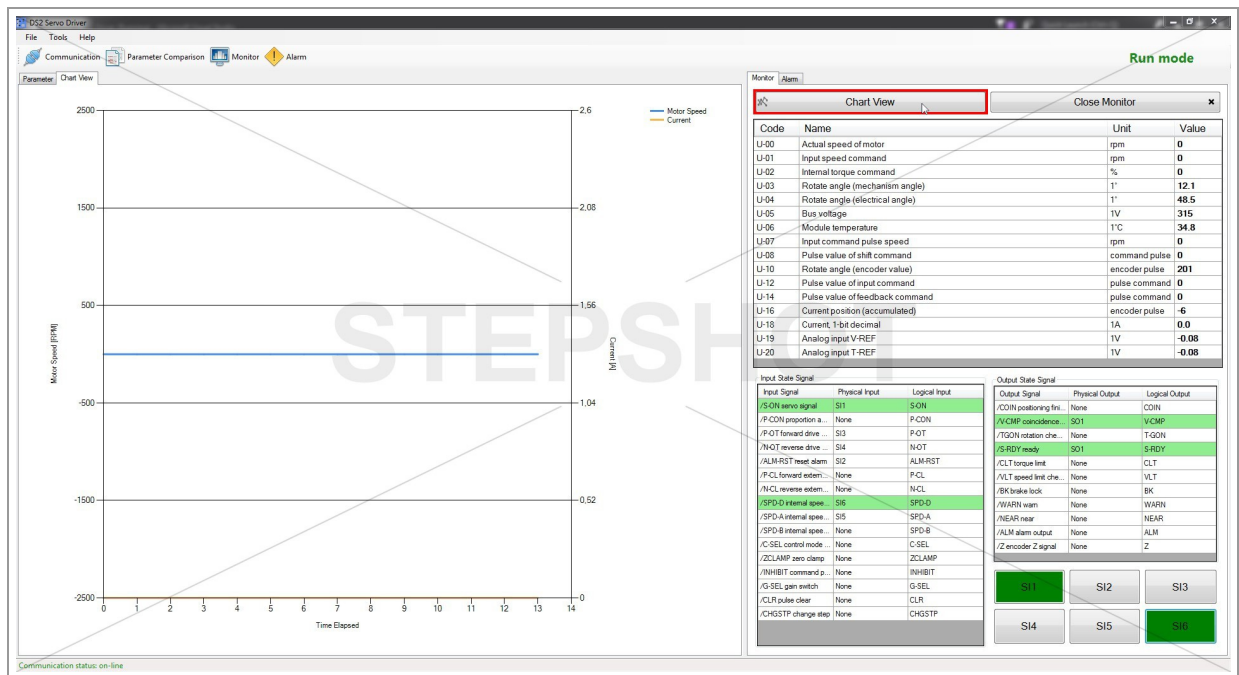 DS2 Servo Driver
File Tools Help
Communication Parameter Comparison Monitor Alarm
Run mode
Parameter Chart View
2500
1500
500
-500
-1500
-2500
Motor Speed [RPM]
2,6
2,08
1,56
1,04
0,52
0
Current [A]
Motor Speed
Current
0 1 2 3 4 5 6 7 8 9 10 11 12 13 14
Time Elapsed
Monitor Alarm
Chart View Close Monitor
Code Name Unit Value
U-00 Actual speed of motor rpm 0
U-01 Input speed command rpm 0
U-02 Internal torque command % 0
U-03 Rotate angle (mechanism angle) 1° 12.1
U-04 Rotate angle (electrical angle) 1° 48.5
U-05 Bus voltage 1V 315
U-06 Module temperature 1°C 34.8
U-07 Input command pulse speed rpm 0
U-08 Pulse value of shift command command pulse 0
U-10 Rotate angle (encoder value) encoder pulse 201
U-12 Pulse value of input command pulse command 0
U-14 Pulse value of feedback command pulse command 0
U-16 Current position (accumulated) encoder pulse -6
U-18 Current, 1-bit decimal 1A 0.0
U-19 Analog input V-REF 1V -0.08
U-20 Analog input T-REF 1V -0.08
Input State Signal
Input Signal Physical Input Logical Input
/S-ON servo signal SI1 S-ON
/P-CON proportion a... None P-CON
/P-OT forward drive ... SI3 P-OT
/N-OT reverse drive ... SI4 N-OT
/ALM-RST reset alarm SI2 ALM-RST
/P-CL forward extern... None P-CL
/N-CL reverse extern... None N-CL
/SPD-D internal spee... SI6 SPD-D
/SPD-A internal spee... SI5 SPD-A
/SPD-B internal spee... None SPD-B
/C-SEL control mode ... None C-SEL
/ZCLAMP zero clamp None ZCLAMP
/INHIBIT command p... None INHIBIT
/G-SEL gain switch None G-SEL
/CLR pulse clear None CLR
/CHGSTP change step None CHGSTP
Output State Signal
Output Signal Physical Output Logical Output
/COIN positioning fini... None COIN
/V-CMP coincidence... SO1 V-CMP
/TGON rotation che... None T-GON
/S-RDY ready SO1 S-RDY
/CLT torque limit None CLT
/VLT speed limit che... None VLT
/BK brake lock None BK
/WARN warn None WARN
/NEAR near None NEAR
/ALM alarm output None ALM
/Z encoder Z signal None Z
SI1 SI2 SI3
SI4 SI5 SI6
Communication status: on-line
STEPSHOT